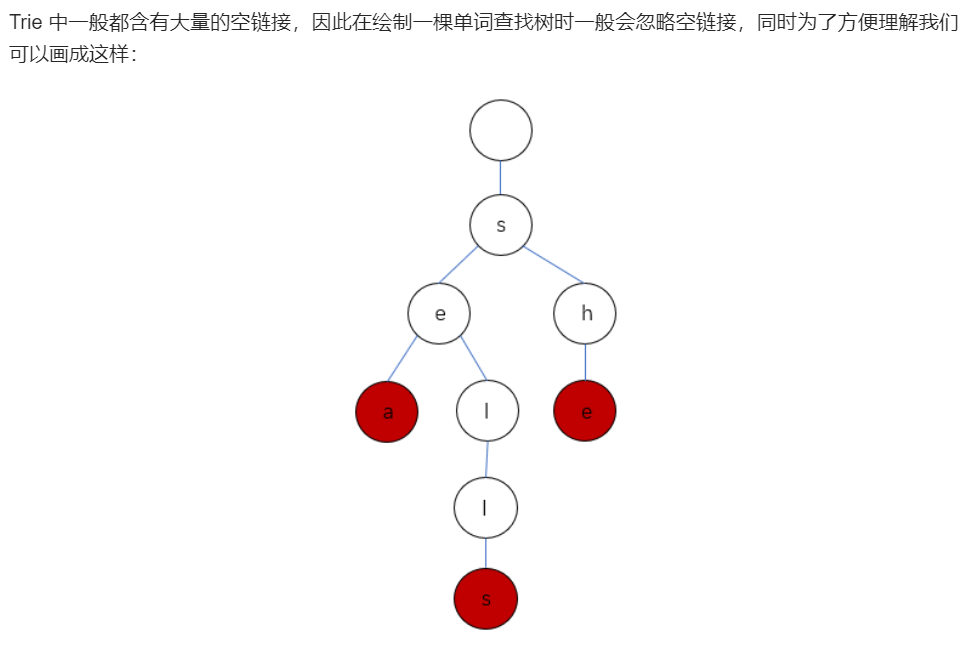 Trie 中一般都含有大量的空链接，因此在绘制一棵单词查找树时一般会忽略空链接，同时为了方便理解我们
可以画成这样：
s
e
h
a
l
e
l
s